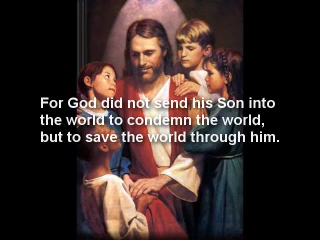 For God did not send his Son into
the world to condemn the world,
but to save the world through him.